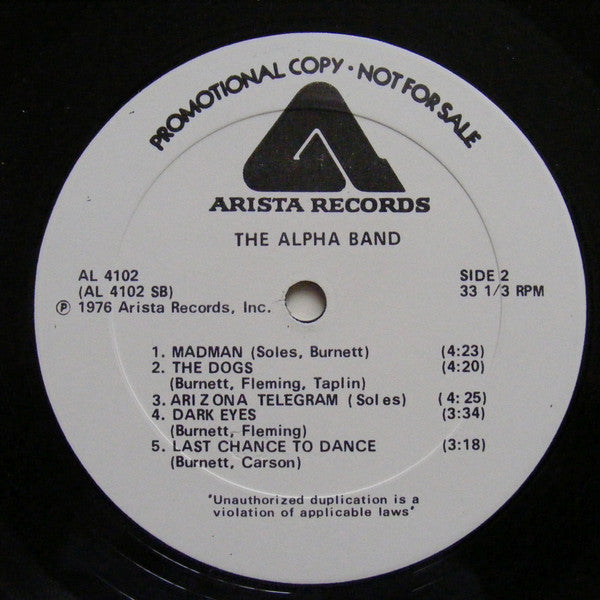 PROMOTIONAL COPY · NOT FOR SALE
ARISTA RECORDS
THE ALPHA BAND
AL 4102
(AL 4102 SB)
℗ 1976 Arista Records, Inc.
SIDE 2
33 1/3 RPM
1. MADMAN (Soles, Burnett) (4:23)
2. THE DOGS (4:20)
(Burnett, Fleming, Taplin)
3. ARIZONA TELEGRAM (Soles) (4:25)
4. DARK EYES (3:34)
(Burnett, Fleming)
5. LAST CHANCE TO DANCE (3:18)
(Burnett, Carson)
"Unauthorized duplication is a
violation of applicable laws"